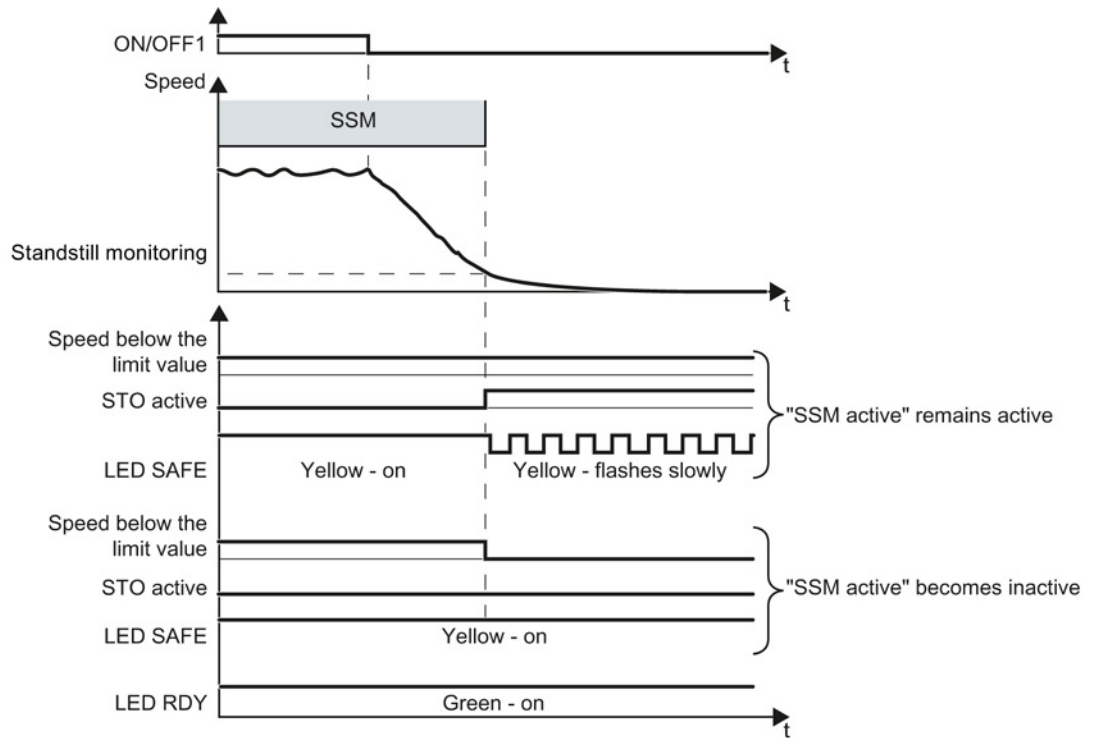 ON/OFF1
t
Speed
SSM
Standstill monitoring
t
Speed below the
limit value
STO active
"SSM active" remains active
LED SAFE
Yellow - on
Yellow - flashes slowly
Speed below the
limit value
STO active
"SSM active" becomes inactive
LED SAFE
Yellow - on
LED RDY
Green - on
t